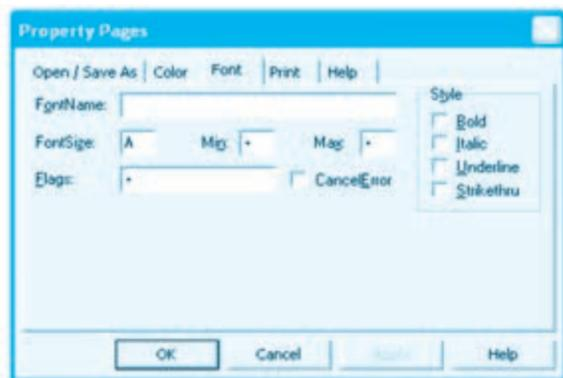 Property Pages
Open / Save As Color Font Print Help
FontName:
Style
Bold
FontSize: A Min: Max:
Italic
Underline
Flags: CancelError
Strikethru
OK Cancel Apply Help